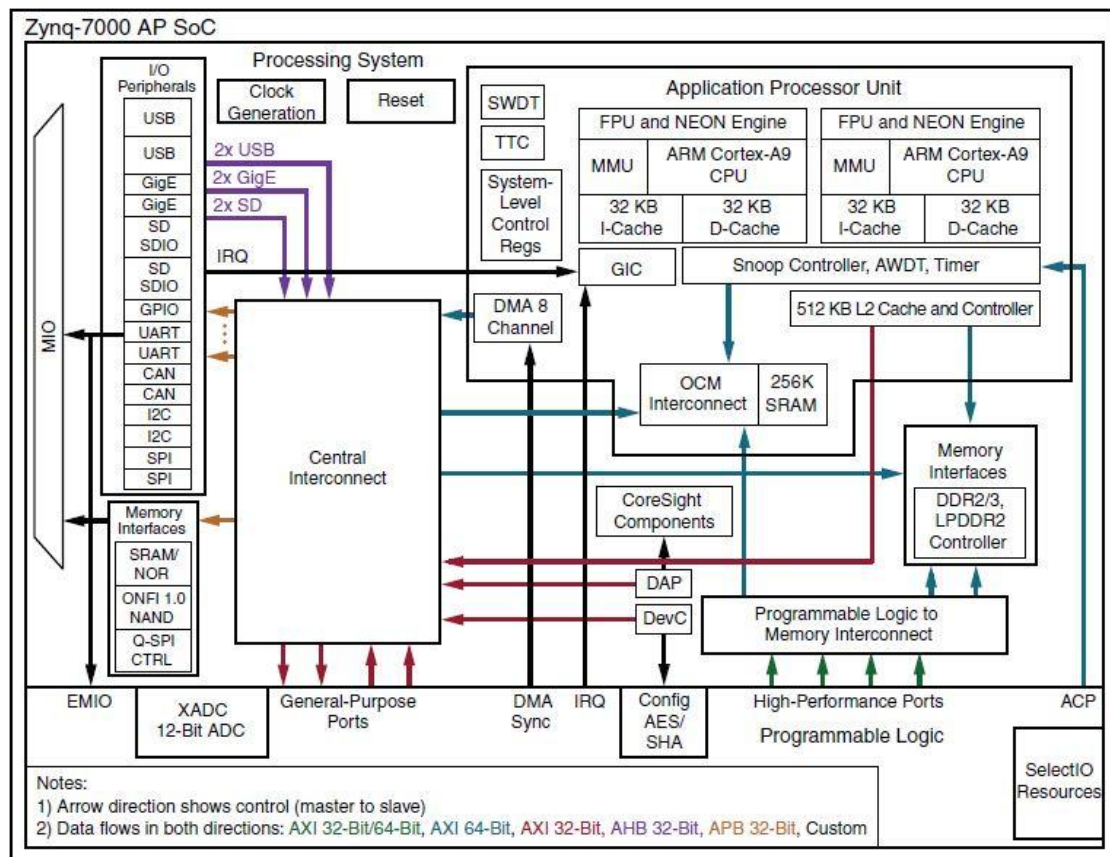 Zynq-7000 AP SoC
I/O
Peripherals
USB
USB
GigE
GigE
SD
SDIO
SD
SDIO
GPIO
UART
UART
CAN
CAN
I2C
I2C
SPI
SPI
MIO
Processing System
Clock
Generation
Reset
2x USB
2x GigE
2x SD
IRQ
Application Processor Unit
SWDT
TTC
System-
Level
Control
Regs
FPU and NEON Engine
MMU
ARM Cortex-A9
CPU
32 KB
I-Cache
32 KB
D-Cache
FPU and NEON Engine
MMU
ARM Cortex-A9
CPU
32 KB
I-Cache
32 KB
D-Cache
GIC
Snoop Controller, AWDT, Timer
DMA 8
Channel
512 KB L2 Cache and Controller
OCM
Interconnect
256K
SRAM
Central
Interconnect
Memory
Interfaces
DDR2/3,
LPDDR2
Controller
CoreSight
Components
DAP
DevC
Programmable Logic to
Memory Interconnect
Memory
Interfaces
SRAM/
NOR
ONFI 1.0
NAND
Q-SPI
CTRL
EMIO
XADC
12-Bit ADC
General-Purpose
Ports
DMA
Sync
IRQ
Config
AES/
SHA
High-Performance Ports
ACP
Programmable Logic
SelectIO
Resources
Notes:
1) Arrow direction shows control (master to slave)
2) Data flows in both directions: AXI 32-Bit/64-Bit, AXI 64-Bit, AXI 32-Bit, AHB 32-Bit, APB 32-Bit, Custom